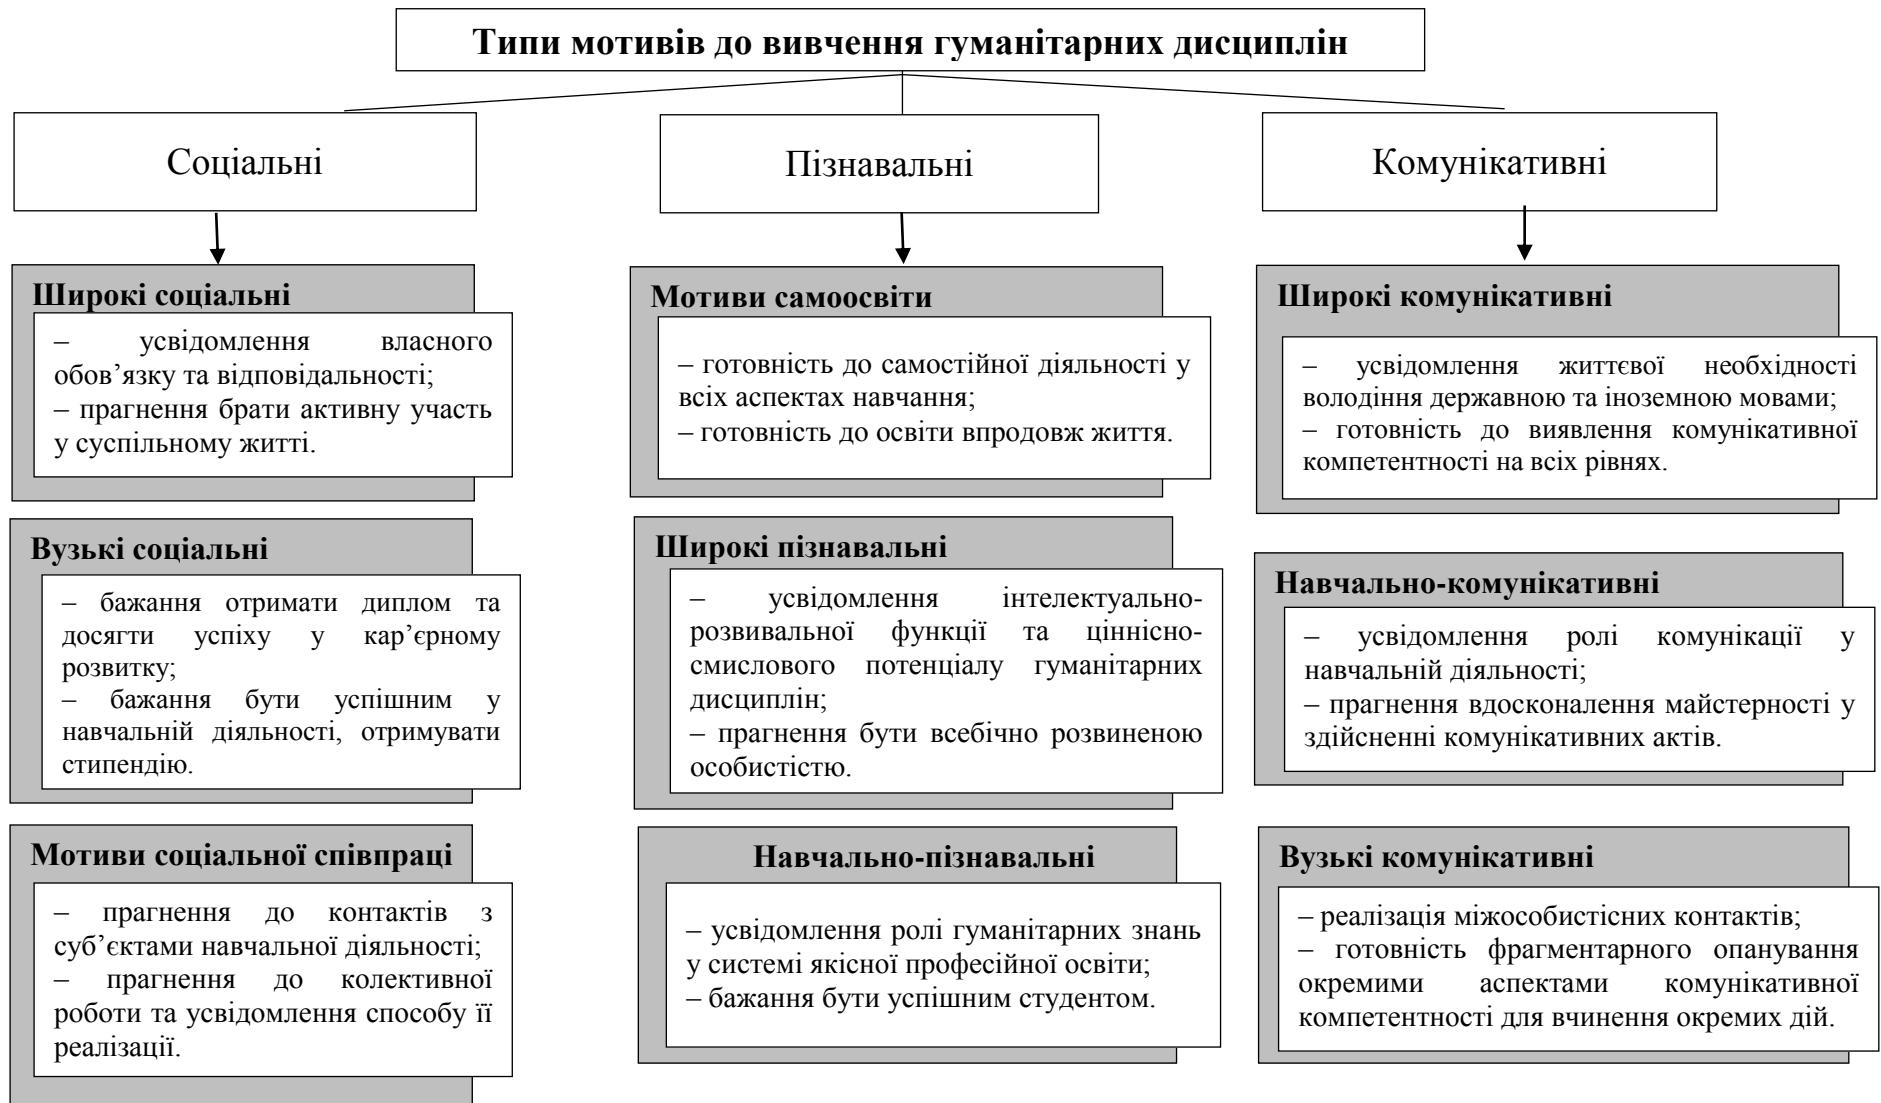 Типи мотивів до вивчення гуманітарних дисциплін
Соціальні
Пізнавальні
Комунікативні
Широкі соціальні
– усвідомлення власного
обов’язку та відповідальності;
– прагнення брати активну участь
у суспільному житті.
Вузькі соціальні
– бажання отримати диплом та
досягти успіху у кар’єрному
розвитку;
– бажання бути успішним у
навчальній діяльності, отримувати
стипендію.
Мотиви соціальної співпраці
– прагнення до контактів з
суб’єктами навчальної діяльності;
– прагнення до колективної
роботи та усвідомлення способу її
реалізації.
Мотиви самоосвіти
– готовність до самостійної діяльності у
всіх аспектах навчання;
– готовність до освіти впродовж життя.
Широкі пізнавальні
– усвідомлення інтелектуально-
розвивальної функції та ціннісно-
смислового потенціалу гуманітарних
дисциплін;
– прагнення бути всебічно розвиненою
особистістю.
Навчально-пізнавальні
– усвідомлення ролі гуманітарних знань
у системі якісної професійної освіти;
– бажання бути успішним студентом.
Широкі комунікативні
– усвідомлення життєвої необхідності
володіння державною та іноземною мовами;
– готовність до виявлення комунікативної
компетентності на всіх рівнях.
Навчально-комунікативні
– усвідомлення ролі комунікації у
навчальній діяльності;
– прагнення вдосконалення майстерності у
здійсненні комунікативних актів.
Вузькі комунікативні
– реалізація міжособистісних контактів;
– готовність фрагментарного опанування
окремими аспектами комунікативної
компетентності для вчинення окремих дій.